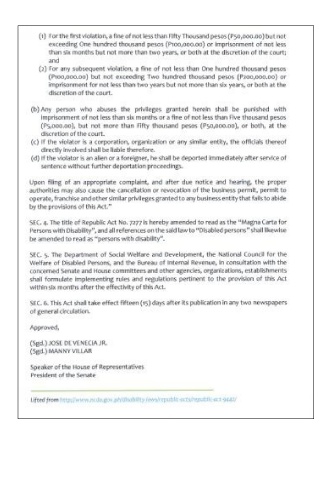 (1) For the first violation, a fine of not less than Fifty Thousand pesos (P50,000.00) but not
exceeding One hundred thousand pesos (P100,000.00) or imprisonment of not less
than six months but not more than two years, or both at the discretion of the court;
and
(2) For any subsequent violation, a fine of not less than One hundred thousand pesos
(P100,000.00) but not exceeding Two hundred thousand pesos (P200,000.00) or
imprisonment for not less than two years but not more than six years, or both at the
discretion of the court.
(b) Any person who abuses the privileges granted herein shall be punished with
imprisonment of not less than six months or a fine of not less than Five thousand pesos
(P5,000.00), but not more than Fifty thousand pesos (P50,000.00), or both, at the
discretion of the court.
(c) If the violator is a corporation, organization or any similar entity, the officials thereof
directly involved shall be liable therefore.
(d) If the violator is an alien or a foreigner, he shall be deported immediately after service of
sentence without further deportation proceedings.
Upon filing of an appropriate complaint, and after due notice and hearing, the proper
authorities may also cause the cancellation or revocation of the business permit, permit to
operate, franchise and other similar privileges granted to any business entity that fails to abide
by the provisions of this Act."
SEC. 4. The title of Republic Act No. 7277 is hereby amended to read as the "Magna Carta for
Persons with Disability", and all references on the said law to "Disabled persons" shall likewise
be amended to read as "persons with disability".
SEC. 5. The Department of Social Welfare and Development, the National Council for the
Welfare of Disabled Persons, and the Bureau of Internal Revenue, in consultation with the
concerned Senate and House committees and other agencies, organizations, establishments
shall formulate implementing rules and regulations pertinent to the provision of this Act
within six months after the effectivity of this Act.
SEC. 6. This Act shall take effect fifteen (15) days after its publication in any two newspapers
of general circulation.
Approved,
(Sgd.) JOSE DE VENECIA JR.
(Sgd.) MANNY VILLAR
Speaker of the House of Representatives
President of the Senate
Lifted from http://www.ncda.gov.ph/disability-laws/republic-acts/republic-act-9442/